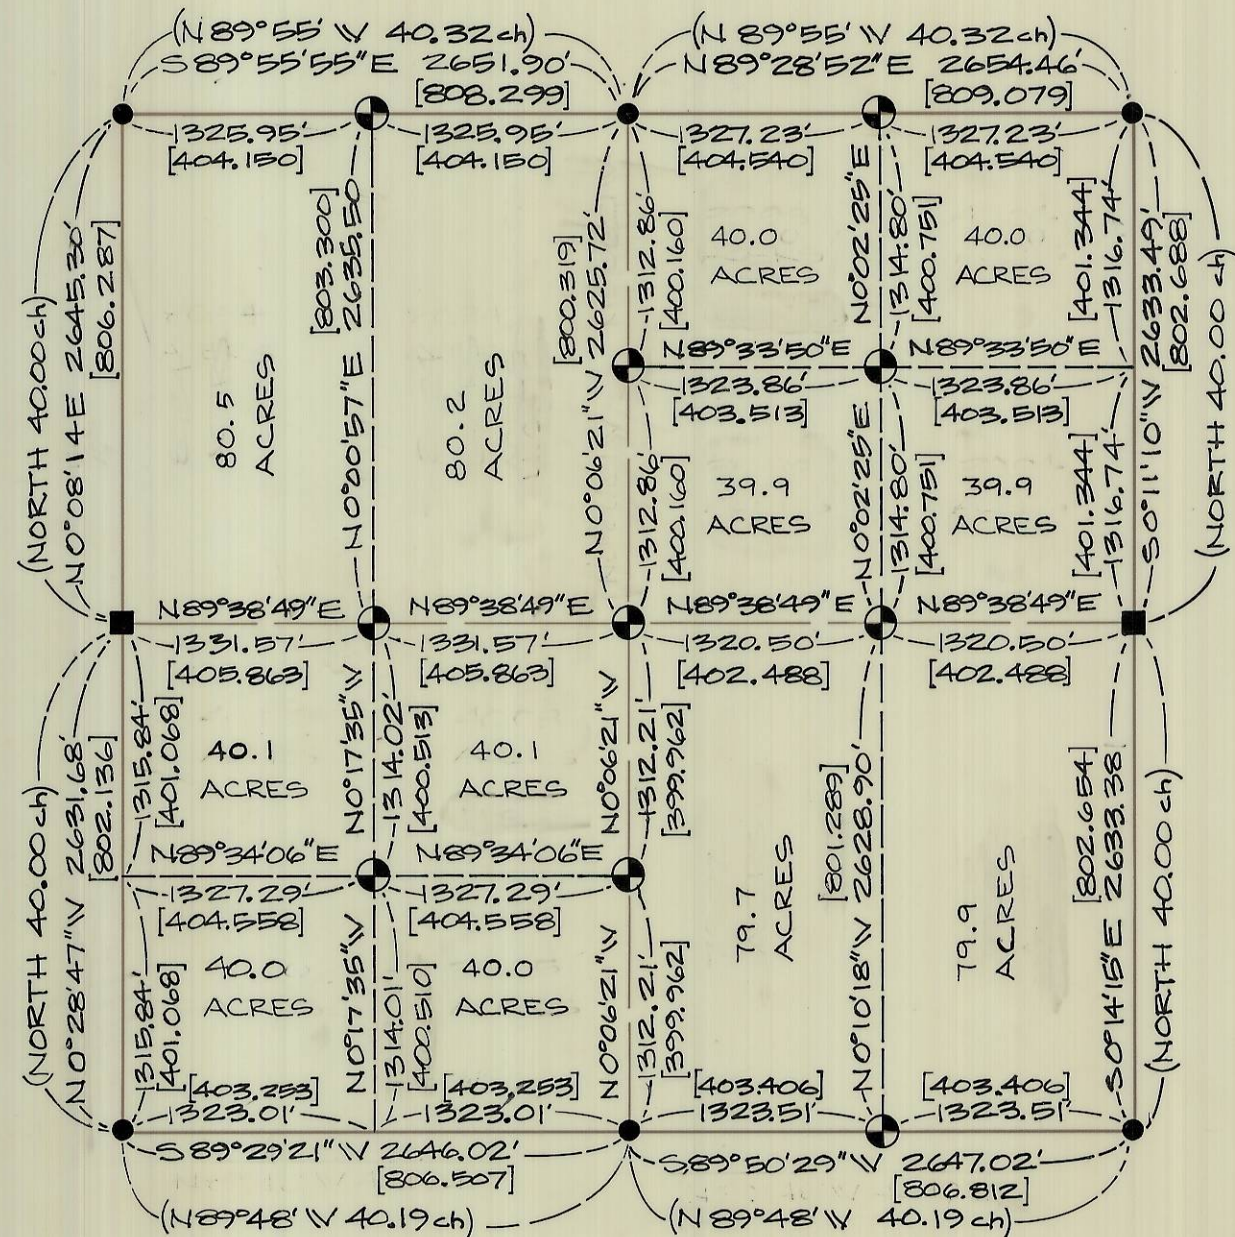 (N 89°55' W 40.32 ch)
(N 89°55' W 40.32 ch)
S 89°55'55" E 2651.90'
N 89°28'52" E 2654.46'
[808.299]
[809.079]
1325.95'
1325.95'
1327.23'
1327.23'
[404.150]
[404.150]
[404.540]
[404.540]
(NORTH 40.00 ch)
N 0°08'14 E 2645.30'
[806.287]
80.5
ACRES
[803.300]
N 0°00'57" E 2635.50
80.2
ACRES
[800.319]
N 0°06'21" W 2625.72'
1312.86'
[400.160]
40.0
ACRES
N 0°02'25" E
1314.80'
[400.751]
40.0
ACRES
[401.344]
1316.74'
S 0°11'10" W 2633.49'
[802.688]
(NORTH 40.00 ch)
N 89°33'50" E
N 89°33'50" E
1323.86'
1323.86'
[403.513]
[403.513]
1312.86'
[400.160]
39.9
ACRES
N 0°02'25" E
1314.80'
[400.751]
39.9
ACRES
[401.344]
1316.74'
N 89°38'49" E
N 89°38'49" E
N 89°38'49" E
N 89°38'49" E
1331.57'
1331.57'
1320.50'
1320.50'
[405.863]
[405.863]
[402.488]
[402.488]
(NORTH 40.00 ch)
N 0°28'47" W 2631.68'
[802.136]
1315.84'
[401.068]
40.1
ACRES
N 0°17'35" W
1314.02'
[400.513]
40.1
ACRES
N 0°06'21" W
1312.21'
[399.962]
79.7
ACRES
[801.289]
N 0°10'18" W 2628.90'
79.9
ACRES
[802.654]
S 0°14'15" E 2633.38
(NORTH 40.00 ch)
N 89°34'06" E
N 89°34'06" E
1327.29'
1327.29'
[404.558]
[404.558]
1315.84'
[401.068]
40.0
ACRES
N 0°17'35" W
1314.01'
[400.510]
40.0
ACRES
N 0°06'21" W
1312.21'
[399.962]
[403.253]
[403,253]
[403.406]
[403.406]
1323.01'
1323.01'
1323.51'
1323.51'
S 89°29'21" W 2646.02'
S 89°50'29" W 2647.02'
[806.507]
[806.812]
(N 89°48' W 40.19 ch)
(N 89°48' W 40.19 ch)